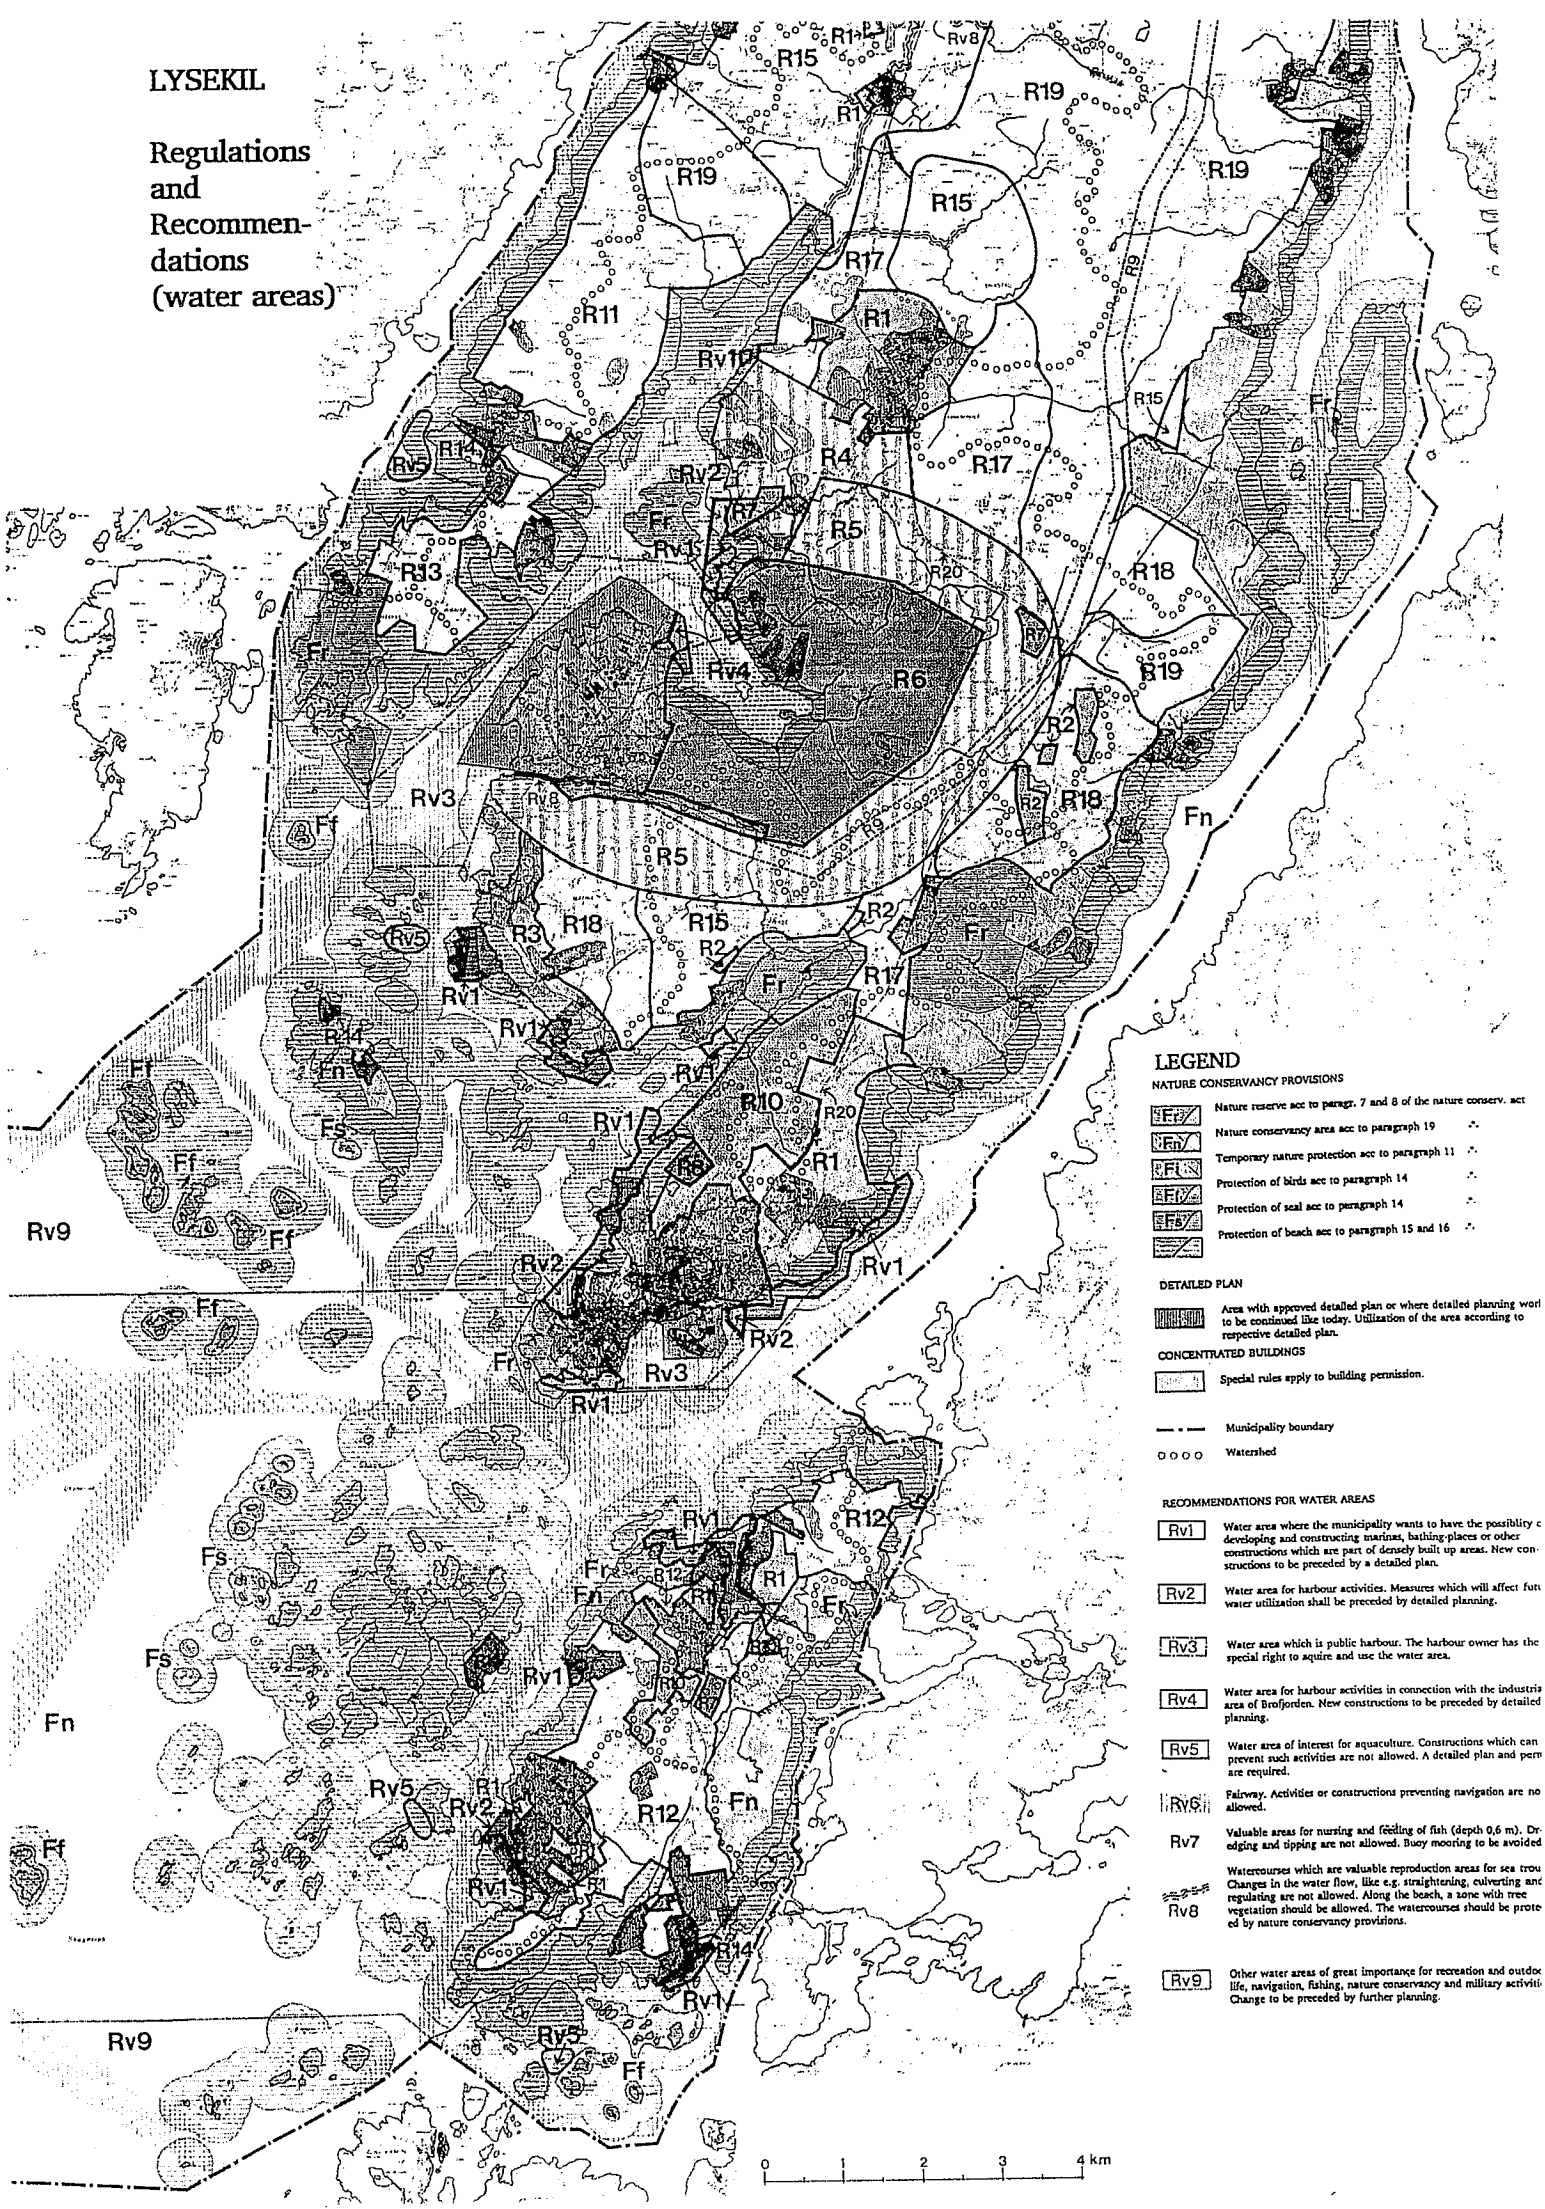 LYSEKIL
Regulations
and
Recommen-
dations
(water areas)
R15
R1
Rv8
R19
R1
R19
R19
R15
R17
R9
R11
R1
Rv10
R15
Fr
R14
Rv5
R4
R17
Rv2
R7
Fr
R5
Rv1
R13
R20
R18
R7
Fr
Rv4
R6
R19
R2
Rv3
Rv8
R2
R18
Fn
Ff
R9
R5
R2
R18
R15
R3
Rv5
R2
Fr
Fr
R17
Rv1
Rv1
R14
Ff
Fn
Rv1
R10
R20
Fs
Rv1
Ff
R6
R1
Rv9
Ff
Rv2
Rv1
Ff
Rv2
Fr
Rv3
Rv1
Rv1
R12
Fs
Fr
R12
R1
Fn
Fr
Fs
Rv1
Fn
Rv5
R1
Rv2
R12
Fn
Ff
Rv1
R1
R14
Rv1
Rv9
Rv5
Ff
0 1 2 3 4 km
LEGEND
NATURE CONSERVANCY PROVISIONS
Fr Nature reserve acc to paragr. 7 and 8 of the nature conserv. act
Fn Nature conservancy area acc to paragraph 19
Temporary nature protection acc to paragraph 11
Protection of birds acc to paragraph 14
Fs Protection of seal acc to paragraph 14
Protection of beach acc to paragraph 15 and 16
DETAILED PLAN
Area with approved detailed plan or where detailed planning
to be continued like today. Utilization of the area according to
respective detailed plan.
CONCENTRATED BUILDINGS
Special rules apply to building permission.
Municipality boundary
Watershed
RECOMMENDATIONS FOR WATER AREAS
Rv1 Water area where the municipality wants to have the possiblity
developing and constructing marinas, bathing-places or other
constructions which are part of densely built up areas. New con-
structions to be preceded by a detailed plan.
Rv2 Water area for harbour activities. Measures which will affect
water utilization shall be preceded by detailed planning.
Rv3 Water area which is public harbour. The harbour owner has the
special right to aquire and use the water area.
Rv4 Water area for harbour activities in connection with the
area of Brofjorden. New constructions to be preceded by detailed
planning.
Rv5 Water area of interest for aquaculture. Constructions which can
prevent such activities are not allowed. A detailed plan and
are required.
Rv6 Fairway. Activities or constructions preventing navigation are
allowed.
Rv7 Valuable areas for nursing and feeding of fish (depth 0,6 m). Dr-
edging and tipping are not allowed. Buoy mooring to be avoided
Rv8 Watercourses which are valuable reproduction areas for sea
Changes in the water flow, like e.g. straightening, culverting and
regulating are not allowed. Along the beach, a zone with tree
vegetation should be allowed. The watercourses should be
ed by nature conservancy provisions.
Rv9 Other water areas of great importance for recreation and
life, navigation, fishing, nature conservancy and military
Change to be preceded by further planning.